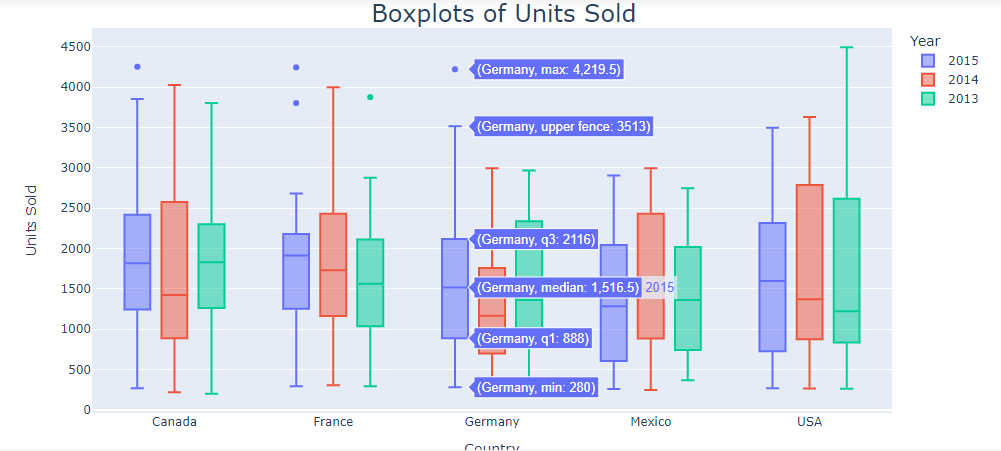 Boxplots of Units Sold
Year
2015
2014
2013
Units Sold
4500
4000
3500
3000
2500
2000
1500
1000
500
0
(Germany, max: 4,219.5)
(Germany, upper fence: 3513)
(Germany, q3: 2116)
(Germany, median: 1,516.5) 2015
(Germany, q1: 888)
(Germany, min: 280)
Canada France Germany Mexico USA
Country